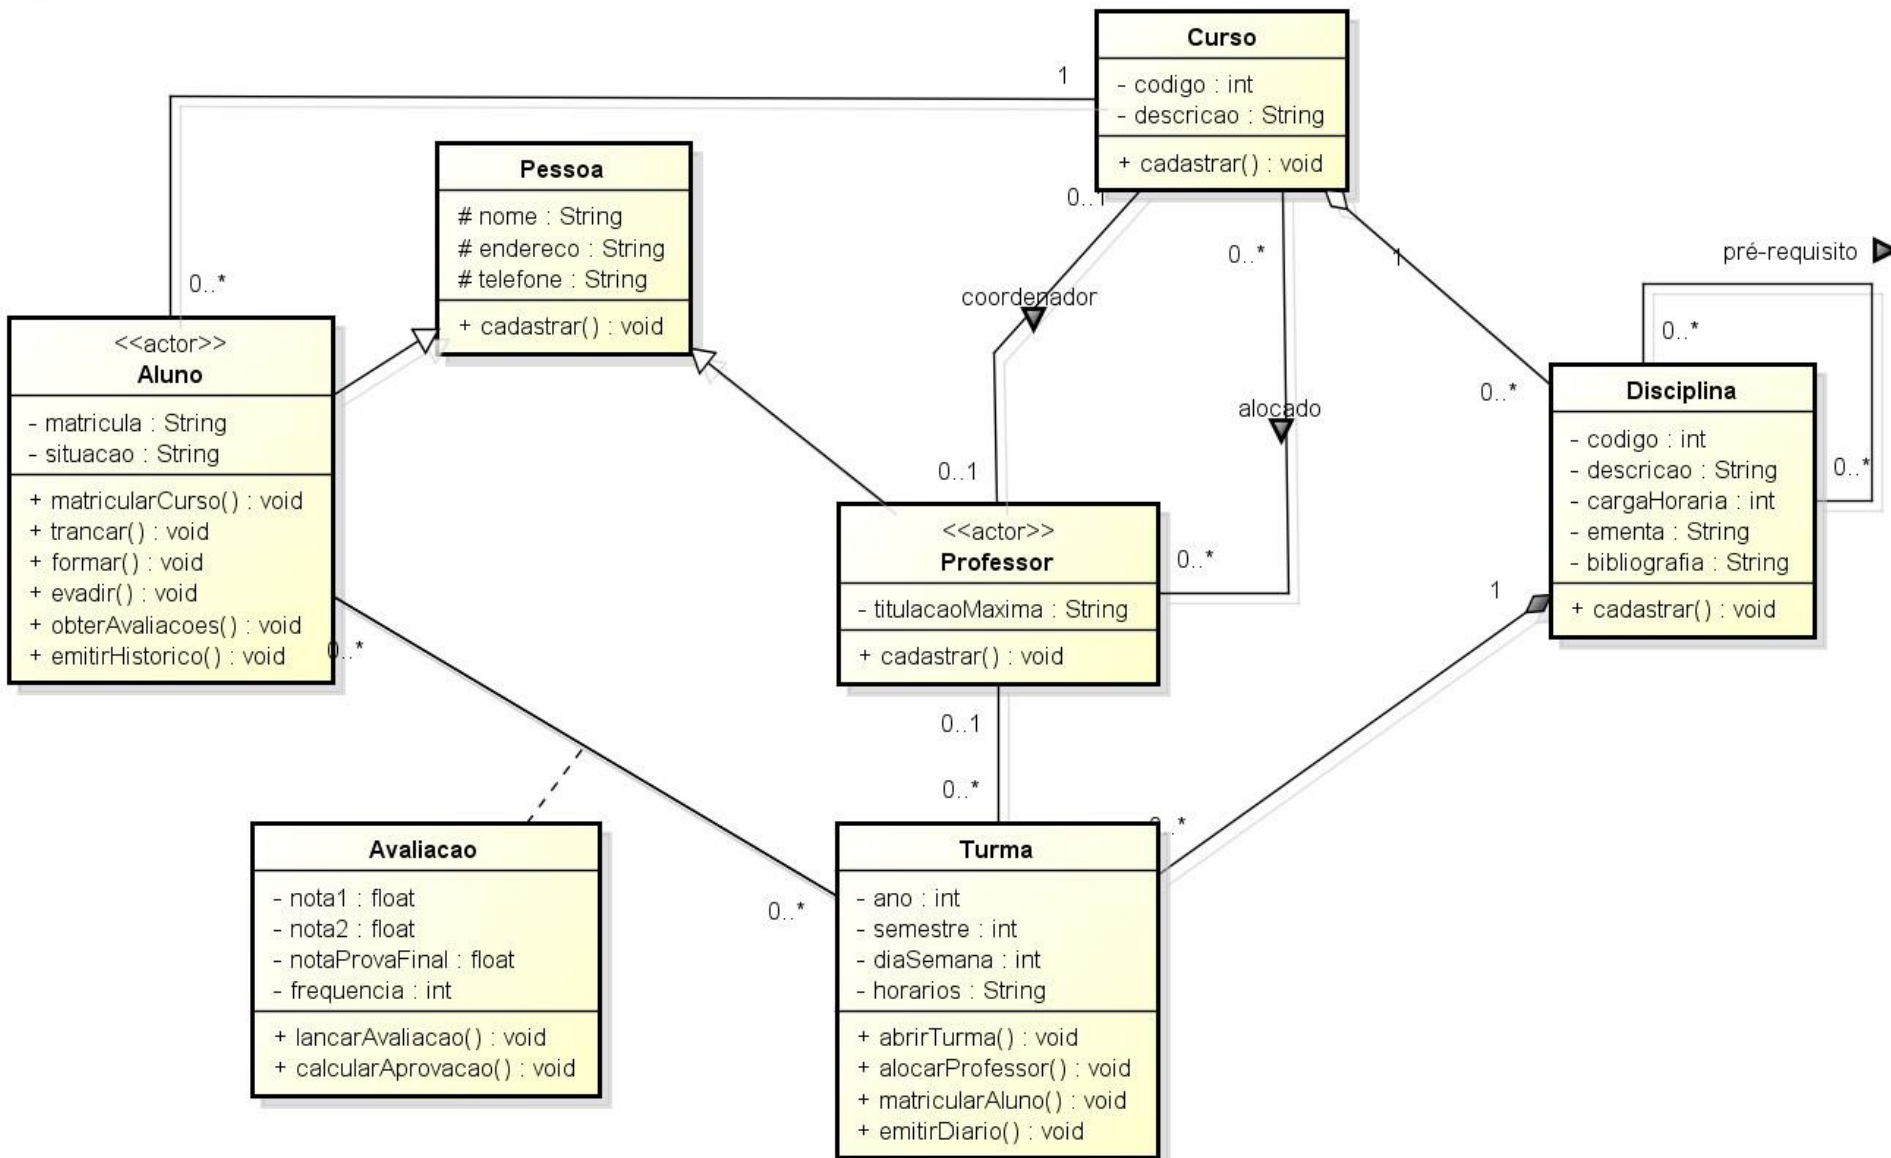 Curso
- codigo : int
- descricao : String
+ cadastrar() : void
1
0..*
Pessoa
# nome : String
# endereco : String
# telefone : String
+ cadastrar() : void
0..1
coordenador
0..1
0..*
alocado
0..*
1
0..*
pré-requisito
0..*
0..*
<<actor>>
Aluno
- matricula : String
- situacao : String
+ matricularCurso() : void
+ trancar() : void
+ formar() : void
+ evadir() : void
+ obterAvaliacoes() : void
+ emitirHistorico() : void
0..*
<<actor>>
Professor
- titulacaoMaxima : String
+ cadastrar() : void
Disciplina
- codigo : int
- descricao : String
- cargaHoraria : int
- ementa : String
- bibliografia : String
+ cadastrar() : void
1
0..1
0..*
0..*
0..*
Avaliacao
- nota1 : float
- nota2 : float
- notaProvaFinal : float
- frequencia : int
+ lancarAvaliacao() : void
+ calcularAprovacao() : void
Turma
- ano : int
- semestre : int
- diaSemana : int
- horarios : String
+ abrirTurma() : void
+ alocarProfessor() : void
+ matricularAluno() : void
+ emitirDiario() : void